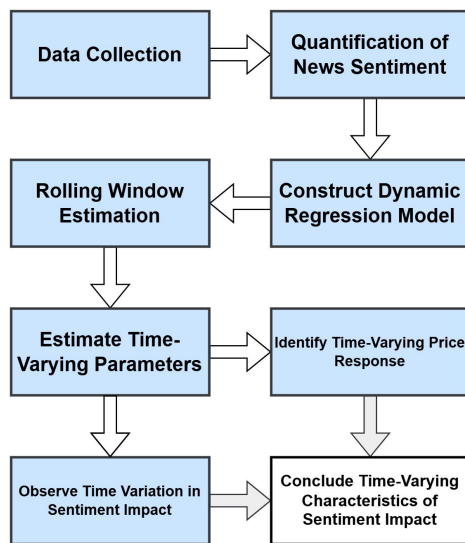 Data Collection
Quantification of
News Sentiment
Rolling Window
Estimation
Construct Dynamic
Regression Model
Estimate Time-
Varying Parameters
Identify Time-Varying Price
Response
Observe Time Variation in
Sentiment Impact
Conclude Time-Varying
Characteristics of
Sentiment Impact